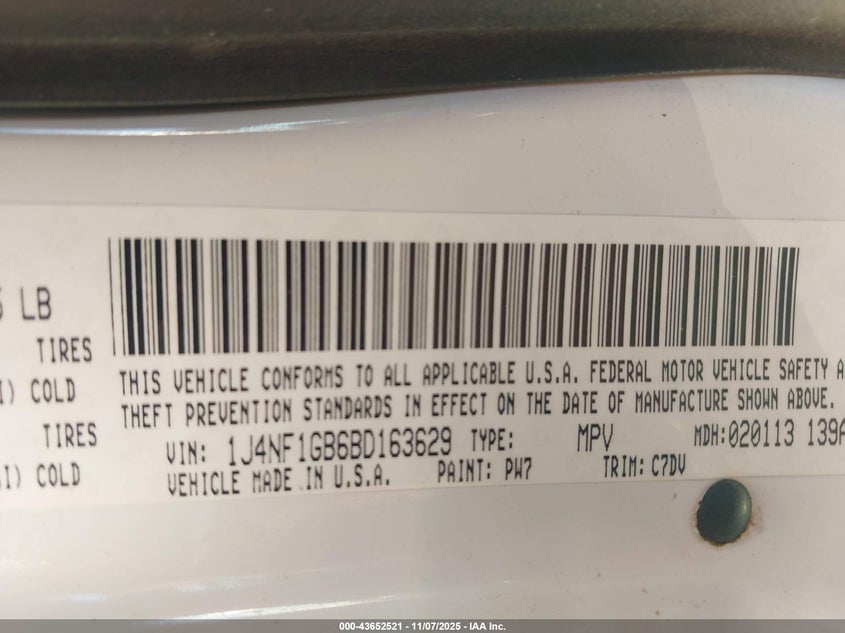 5 LB
TIRES
I) COLD
TIRES
I) COLD
THIS VEHICLE CONFORMS TO ALL APPLICABLE U.S.A. FEDERAL MOTOR VEHICLE SAFETY A
THEFT PREVENTION STANDARDS IN EFFECT ON THE DATE OF MANUFACTURE SHOWN ABOVE.
VIN: 1J4NF1GB6BD163629 TYPE: MPV MDH:020113 139A
VEHICLE MADE IN U.S.A. PAINT: PW7 TRIM: C7DV
000-43652521 - 11/07/2025 - IAA Inc.